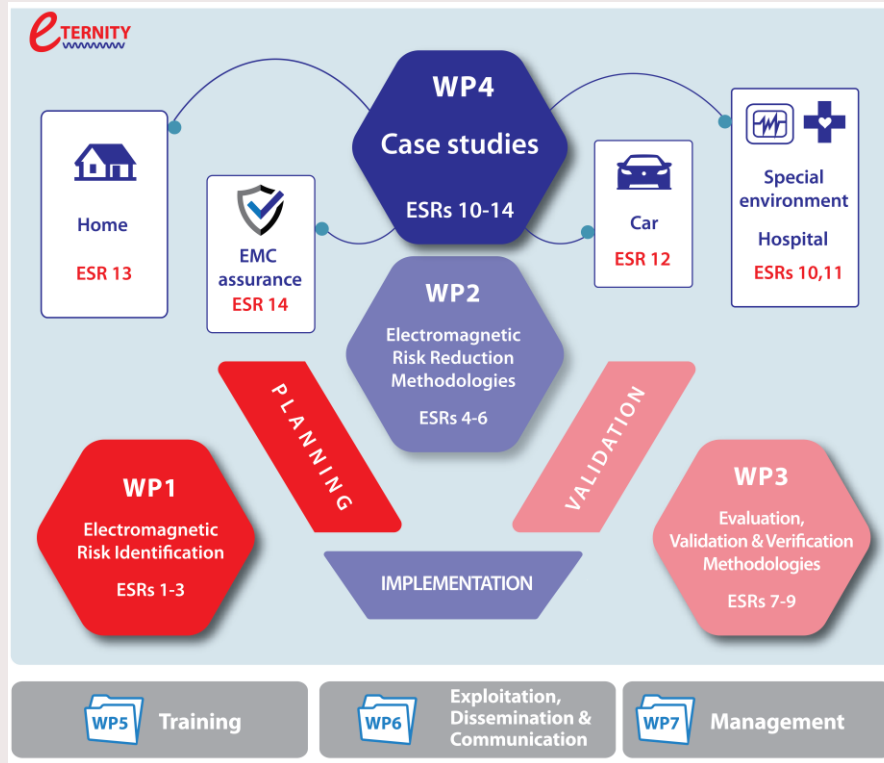 eTERNITY
WP4
Case studies
ESRs 10-14
Home
ESR 13
EMC
assurance
ESR 14
Car
ESR 12
Special
environment
Hospital
ESRs 10,11
WP2
Electromagnetic
Risk Reduction
Methodologies
ESRs 4-6
PLANNING
VALIDATION
WP1
Electromagnetic
Risk Identification
ESRs 1-3
IMPLEMENTATION
WP3
Evaluation,
Validation & Verification
Methodologies
ESRs 7-9
WP5
Training
WP6
Exploitation,
Dissemination &
Communication
WP7
Management